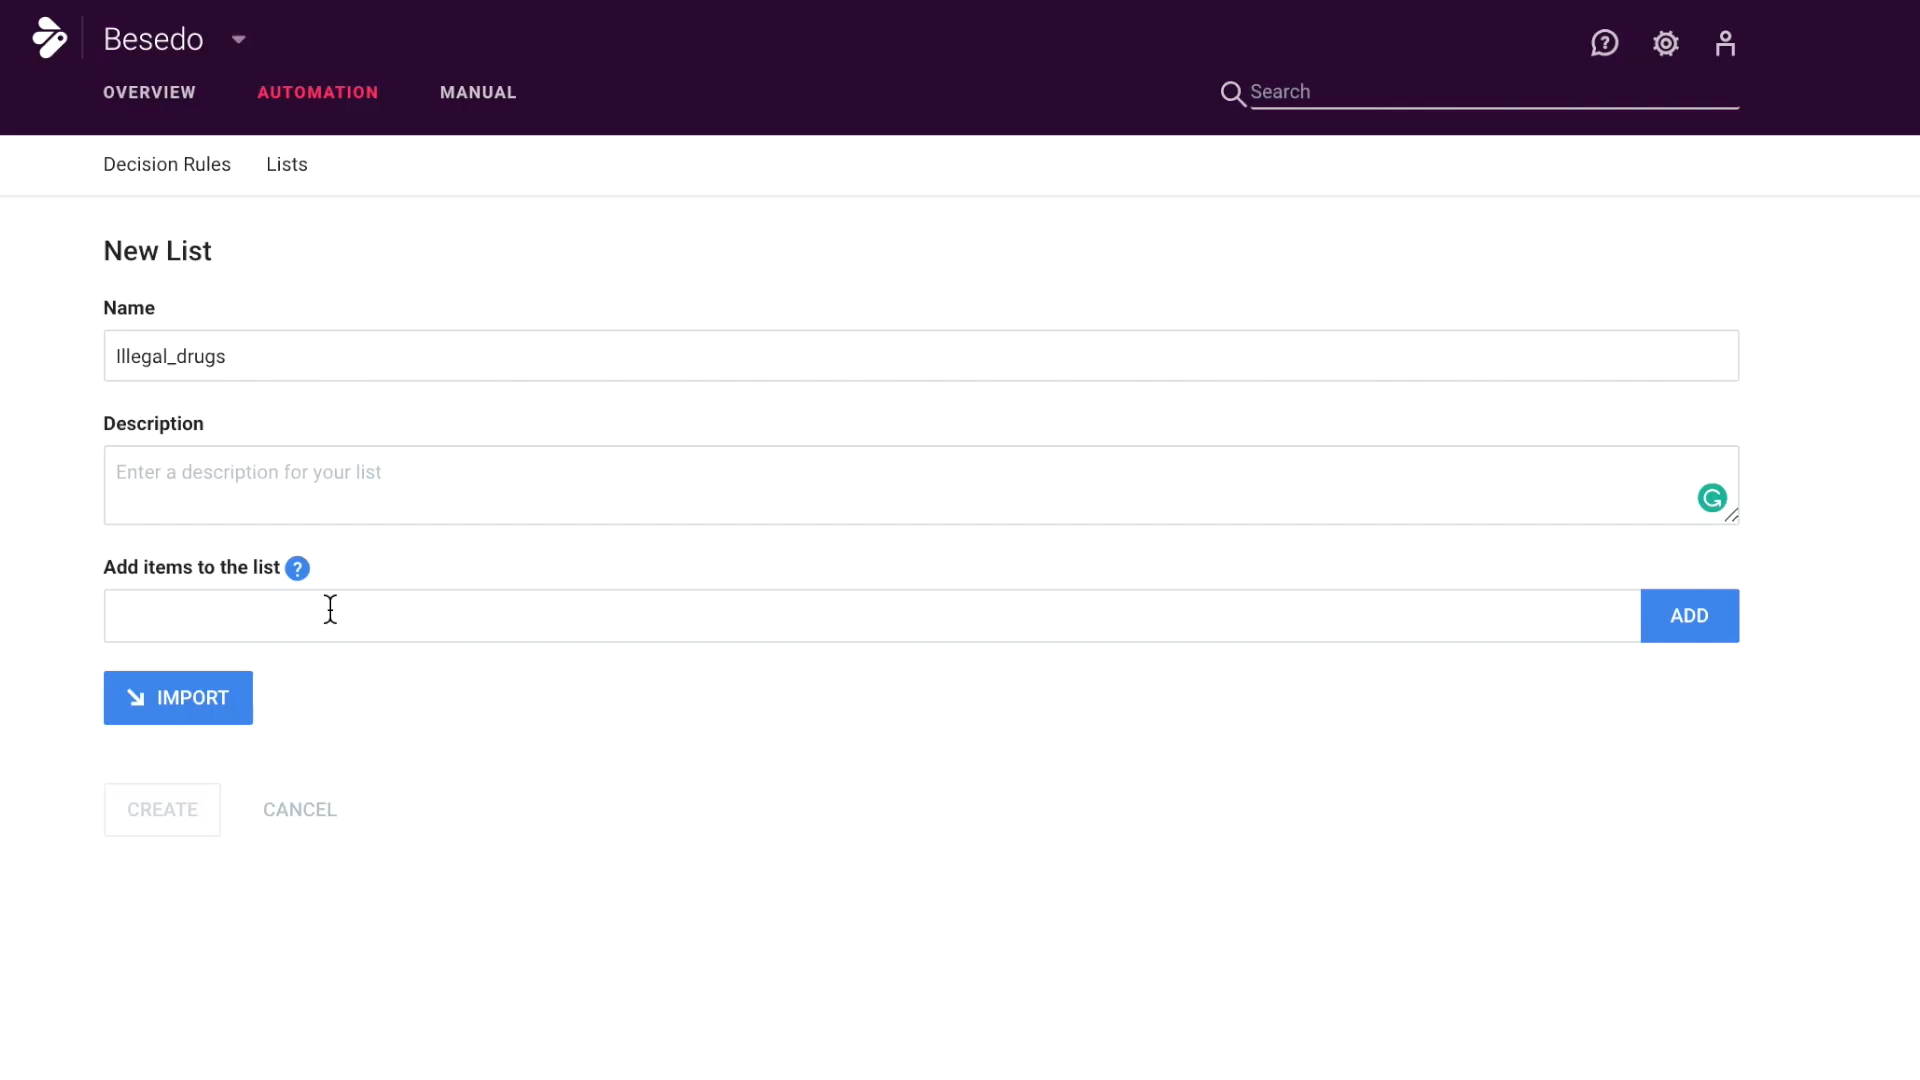 Besedo
OVERVIEW AUTOMATION MANUAL
Search
Decision Rules Lists
New List
Name
Illegal_drugs
Description
Enter a description for your list
Add items to the list ?
ADD
IMPORT
CREATE CANCEL